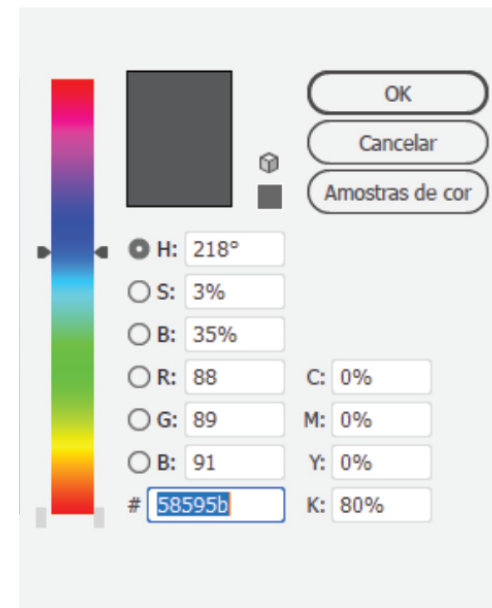 OK
Cancelar
Amostras de cor
H: 218°
S: 3%
B: 35%
R: 88 C: 0%
G: 89 M: 0%
B: 91 Y: 0%
# 58595b K: 80%